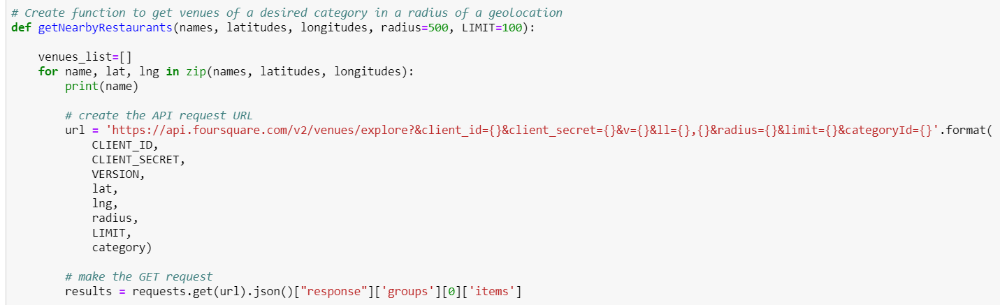 # Create function to get venues of a desired category in a radius of a geolocation
def getNearbyRestaurants(names, latitudes, longitudes, radius=500, LIMIT=100):
venues_list=[]
for name, lat, lng in zip(names, latitudes, longitudes):
print(name)
# create the API request URL
url = 'https://api.foursquare.com/v2/venues/explore?&client_id={}&client_secret={}&v={}&ll={},{}&radius={}&limit={}&categoryId={}'.format(
CLIENT_ID,
CLIENT_SECRET,
VERSION,
lat,
lng,
radius,
LIMIT,
category)
# make the GET request
results = requests.get(url).json()["response"]['groups'][0]['items']